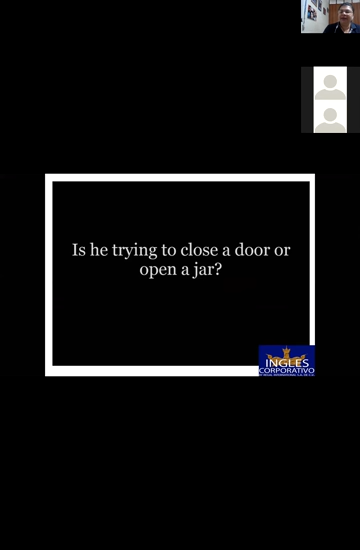 Is he trying to close a door or
open a jar?
INGLES
CORPORATIVO